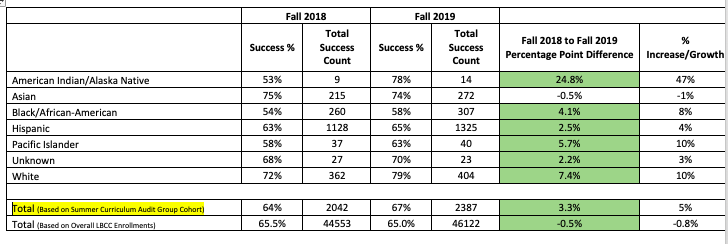 Fall 2018 Fall 2019
Success % Total Success Count Success % Total Success Count Fall 2018 to Fall 2019 Percentage Point Difference % Increase/Growth
American Indian/Alaska Native 53% 9 78% 14 24.8% 47%
Asian 75% 215 74% 272 -0.5% -1%
Black/African-American 54% 260 58% 307 4.1% 8%
Hispanic 63% 1128 65% 1325 2.5% 4%
Pacific Islander 58% 37 63% 40 5.7% 10%
Unknown 68% 27 70% 23 2.2% 3%
White 72% 362 79% 404 7.4% 10%
Total (Based on Summer Curriculum Audit Group Cohort) 64% 2042 67% 2387 3.3% 5%
Total (Based on Overall LBCC Enrollments) 65.5% 44553 65.0% 46122 -0.5% -0.8%